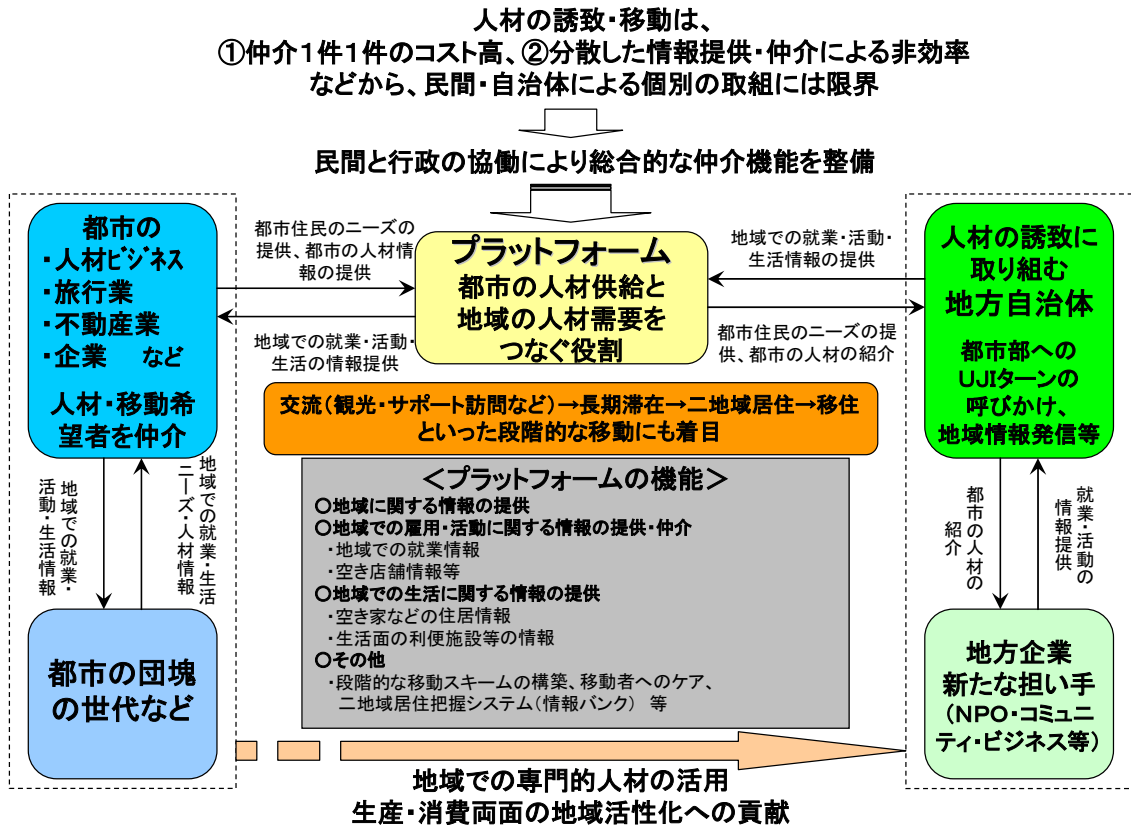 人材の誘致・移動は、
①仲介1件1件のコスト高、②分散した情報提供・仲介による非効率
などから、民間・自治体による個別の取組には限界
民間と行政の協働により総合的な仲介機能を整備
都市の
・人材ﾋﾞｼﾞﾈｽ
・旅行業
・不動産業
・企業 など
人材・移動希
望者を仲介
都市住民のニーズの
提供、都市の人材情
報の提供
地域での就業・活動・
生活の情報提供
プラットフォーム
都市の人材供給と
地域の人材需要を
つなぐ役割
地域での就業・活動・
生活情報の提供
都市住民のニーズの提
供、都市の人材の紹介
人材の誘致に
取り組む
地方自治体
都市部への
UJIターンの
呼びかけ、
地域情報発信等
交流(観光・サポート訪問など)→長期滞在→二地域居住→移住
といった段階的な移動にも着目
<プラットフォームの機能>
○地域に関する情報の提供
○地域での雇用・活動に関する情報の提供・仲介
・地域での就業情報
・空き店舗情報等
○地域での生活に関する情報の提供
・空き家などの住居情報
・生活面の利便施設等の情報
○その他
・段階的な移動スキームの構築、移動者へのケア、
二地域居住把握システム(情報バンク) 等
地域での就業・
活動・生活情報
地域での就業・生活
ニーズ・人材情報
都市の人材の
紹介
就業・活動の
情報提供
都市の団塊
の世代など
地方企業
新たな担い手
(NPO・コミュニ
ティ・ビジネス等)
地域での専門的人材の活用
生産・消費両面の地域活性化への貢献